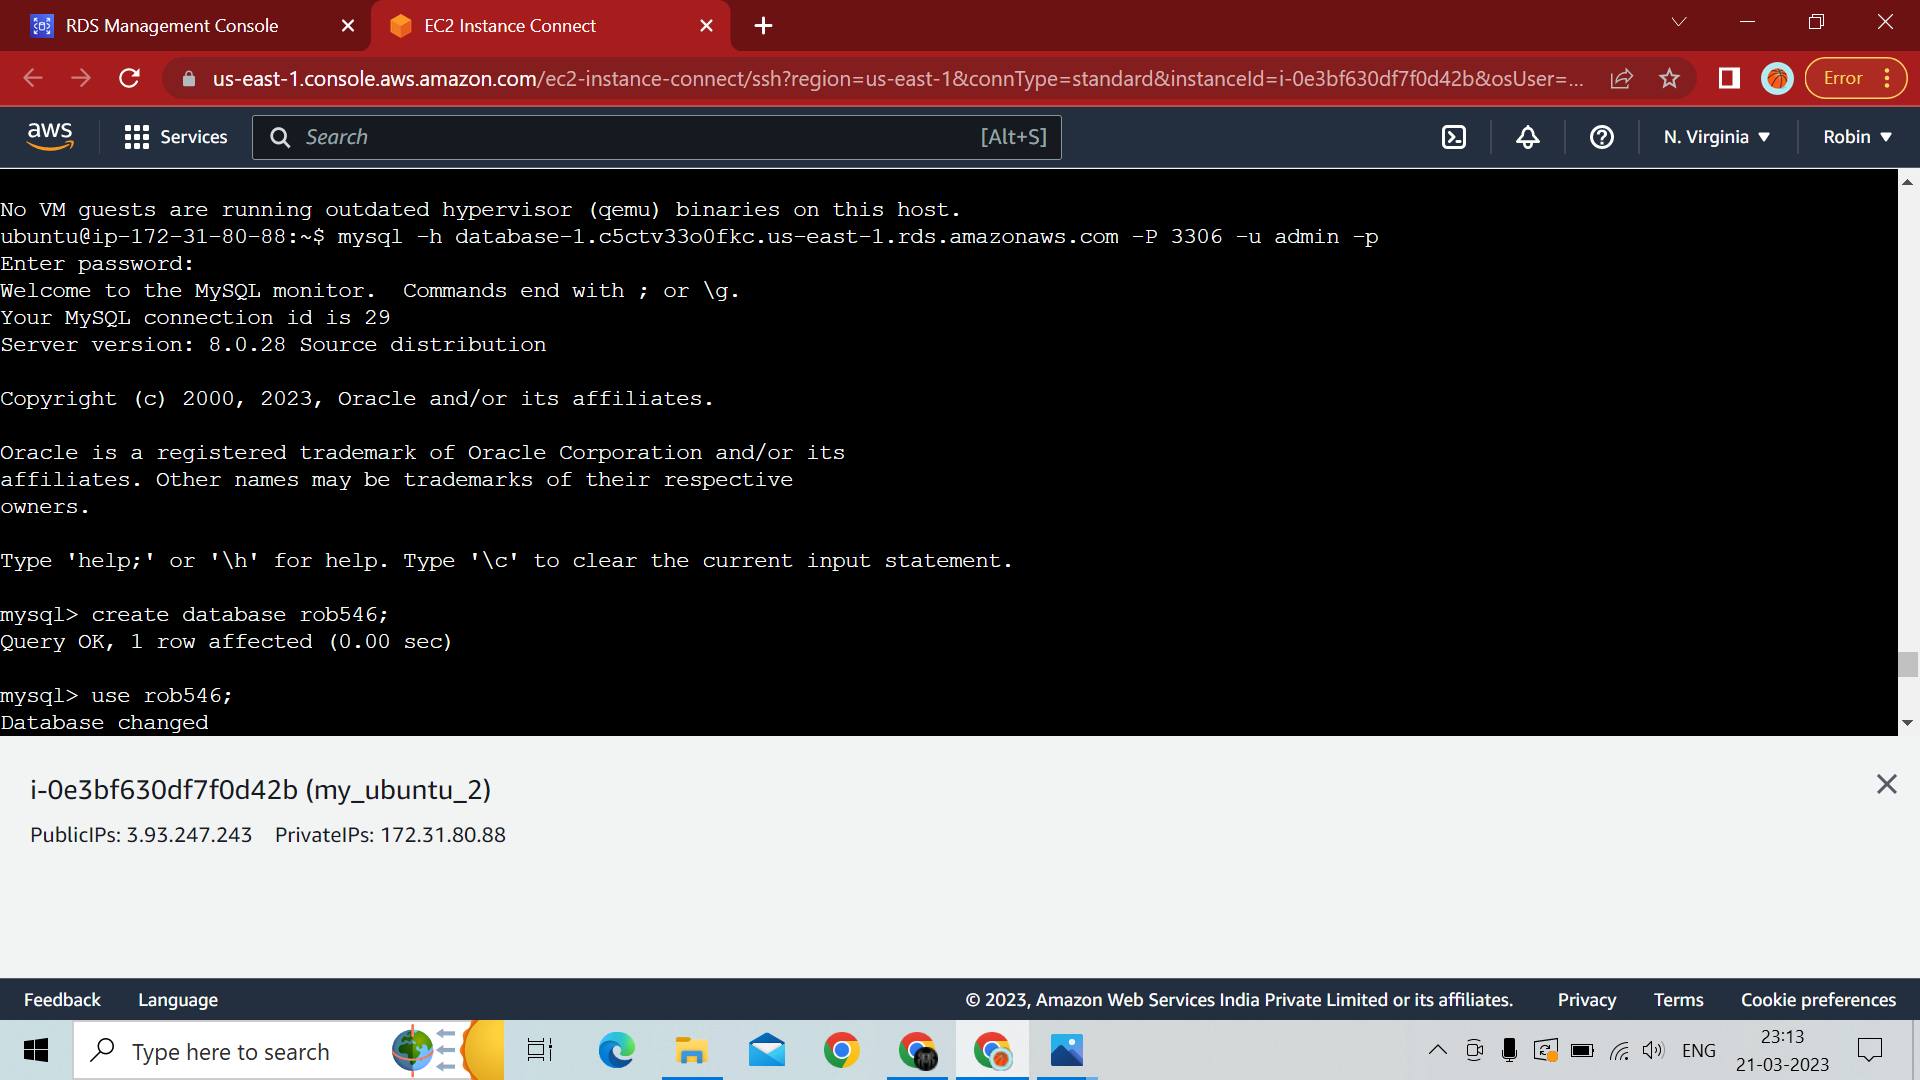 RDS Management Console
EC2 Instance Connect
us-east-1.console.aws.amazon.com/ec2-instance-connect/ssh?region=us-east-1&connType=standard&instanceId=i-0e3bf630df7f0d42b&osUser=...
Error
aws
Services
Search
[Alt+S]
N. Virginia
Robin
No VM guests are running outdated hypervisor (qemu) binaries on this host.
ubuntu@ip-172-31-80-88:~$ mysql -h database-1.c5ctv33o0fkc.us-east-1.rds.amazonaws.com -P 3306 -u admin -p
Enter password:
Welcome to the MySQL monitor.  Commands end with ; or \g.
Your MySQL connection id is 29
Server version: 8.0.28 Source distribution
Copyright (c) 2000, 2023, Oracle and/or its affiliates.
Oracle is a registered trademark of Oracle Corporation and/or its
affiliates. Other names may be trademarks of their respective
owners.
Type 'help;' or '\h' for help. Type '\c' to clear the current input statement.
mysql> create database rob546;
Query OK, 1 row affected (0.00 sec)
mysql> use rob546;
Database changed
i-0e3bf630df7f0d42b (my_ubuntu_2)
PublicIPs: 3.93.247.243 PrivateIPs: 172.31.80.88
Feedback
Language
© 2023, Amazon Web Services India Private Limited or its affiliates.
Privacy
Terms
Cookie preferences
Type here to search
ENG
23:13
21-03-2023